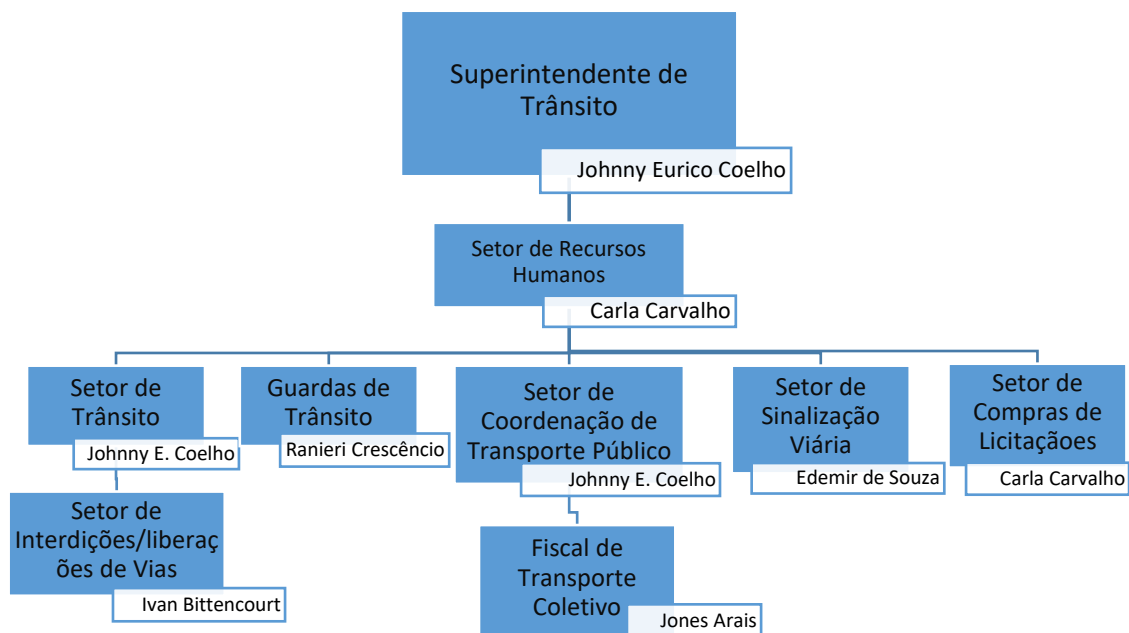 Superintendente de
Trânsito
Johnny Eurico Coelho
Setor de Recursos
Humanos
Carla Carvalho
Setor de
Trânsito
Johnny E. Coelho
Guardas de
Trânsito
Ranieri Crescêncio
Setor de
Coordenação de
Transporte Público
Johnny E. Coelho
Setor de
Sinalização
Viária
Edemir de Souza
Setor de
Compras de
Licitaçãoes
Carla Carvalho
Setor de
Interdições/liberaç
ões de Vias
Ivan Bittencourt
Fiscal de
Transporte
Coletivo
Jones Arais